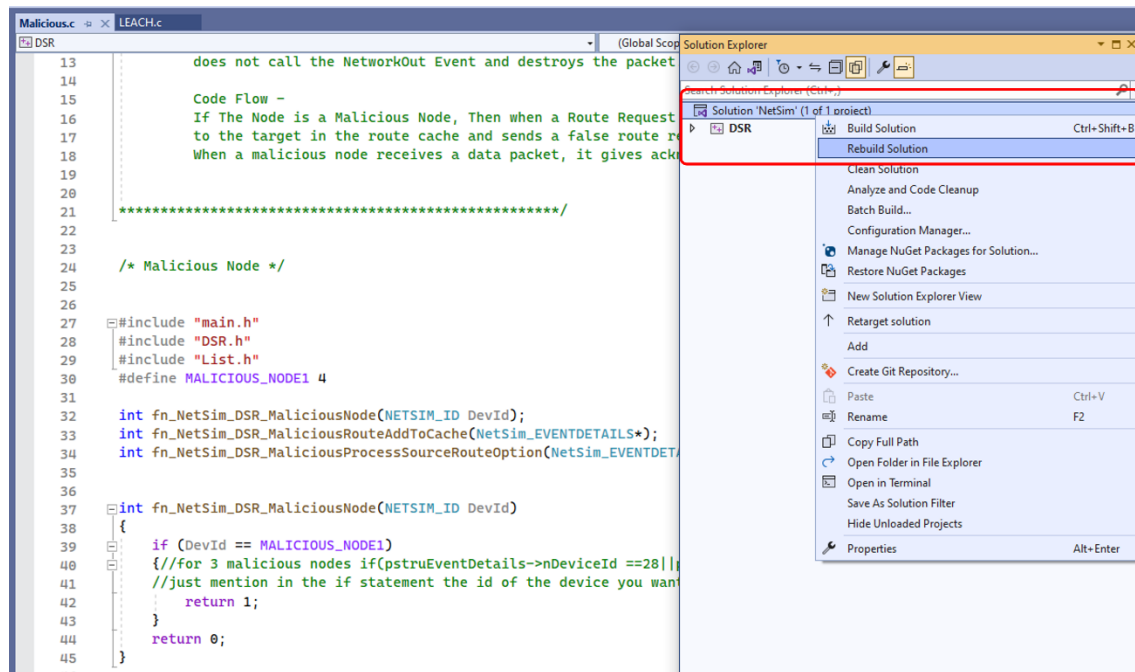 Malicious.c
LEACH.c
DSR
(Global Scop
13 does not call the NetworkOut Event and destroys the packet
14
15 Code Flow -
16 If The Node is a Malicious Node, Then when a Route Request
17 to the target in the route cache and sends a false route re
18 When a malicious node receives a data packet, it gives ack
19
20
21 *****************************************************/
22
23
24 /* Malicious Node */
25
26
27 #include "main.h"
28 #include "DSR.h"
29 #include "List.h"
30 #define MALICIOUS_NODE1 4
31
32 int fn_NetSim_DSR_MaliciousNode(NETSIM_ID DevId);
33 int fn_NetSim_DSR_MaliciousRouteAddToCache(NetSim_EVENTDETAILS*);
34 int fn_NetSim_DSR_MaliciousProcessSourceRouteOption(NetSim_EVENTDETA
35
36
37 int fn_NetSim_DSR_MaliciousNode(NETSIM_ID DevId)
38 {
39 if (DevId == MALICIOUS_NODE1)
40 {//for 3 malicious nodes if(pstruEventDetails->nDeviceId ==28||p
41 //just mention in the if statement the id of the device you want
42 return 1;
43 }
44 return 0;
45 }
Solution Explorer
Search Solution Explorer (Ctrl+;)
Solution 'NetSim' (1 of 1 project)
DSR
Build Solution Ctrl+Shift+B
Rebuild Solution
Clean Solution
Analyze and Code Cleanup
Batch Build...
Configuration Manager...
Manage NuGet Packages for Solution...
Restore NuGet Packages
New Solution Explorer View
Retarget solution
Add
Create Git Repository...
Paste Ctrl+V
Rename F2
Copy Full Path
Open Folder in File Explorer
Open in Terminal
Save As Solution Filter
Hide Unloaded Projects
Properties Alt+Enter